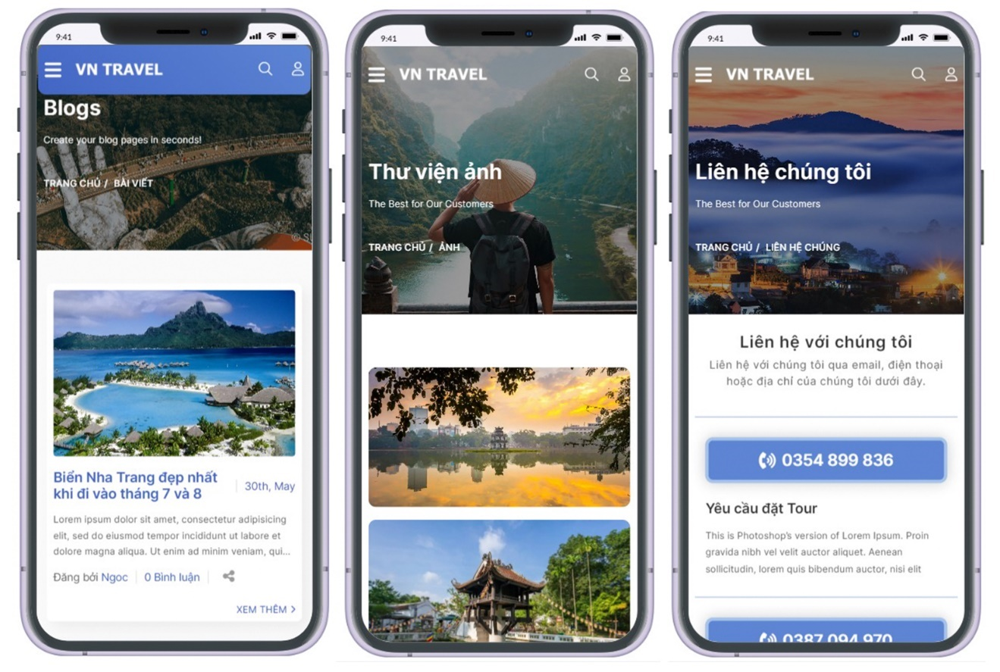 9:41
VN TRAVEL
Blogs
Create your blog pages in seconds!
TRANG CHỦ / BÀI VIẾT
Biển Nha Trang đẹp nhất
khi đi vào tháng 7 và 8
30th, May
Lorem ipsum dolor sit amet, consectetur adipisicing
elit, sed do eiusmod tempor incididunt ut labore et
dolore magna aliqua. Ut enim ad minim veniam, qui...
Đăng bởi Ngoc
0 Bình luận
XEM THÊM
9:41
VN TRAVEL
Thư viện ảnh
The Best for Our Customers
TRANG CHỦ / ẢNH
9:41
VN TRAVEL
Liên hệ chúng tôi
The Best for Our Customers
TRANG CHỦ / LIÊN HỆ CHÚNG
Liên hệ với chúng tôi
Liên hệ với chúng tôi qua email, điện thoại
hoặc địa chỉ của chúng tôi dưới đây.
0354 899 836
Yêu cầu đặt Tour
This is Photoshop's version of Lorem Ipsum. Proin
gravida nibh vel velit auctor aliquet. Aenean
sollicitudin, lorem quis bibendum auctor, nisi elit
0387 094 970